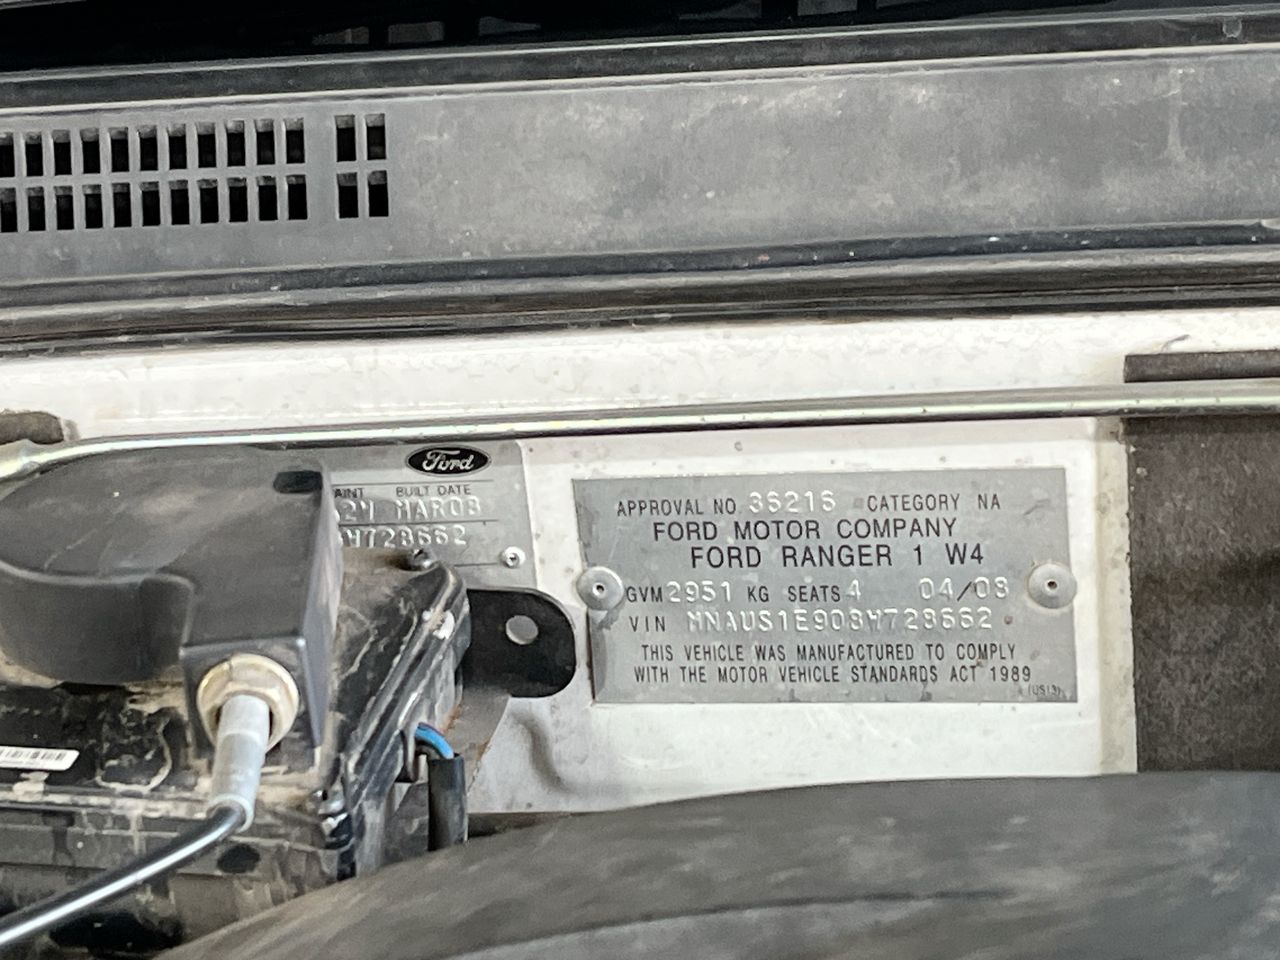 Ford
AINT BUILT DATE
MAR08
W728662
APPROVAL NO. 36216 CATEGORY NA
FORD MOTOR COMPANY
FORD RANGER 1 W4
GVM 2951 KG SEATS 4 04/08
VIN MNAUS1E908W728662
THIS VEHICLE WAS MANUFACTURED TO COMPLY
WITH THE MOTOR VEHICLE STANDARDS ACT 1989